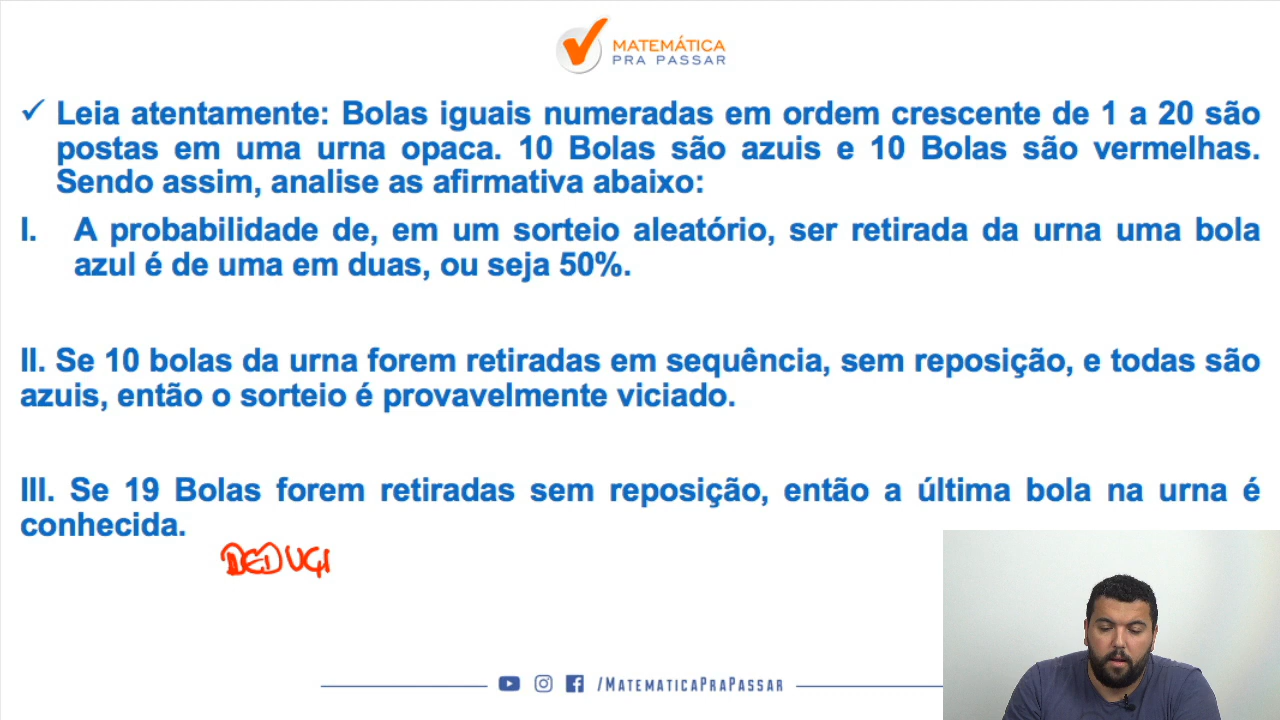 MATEMÁTICA
PRA PASSAR
✓ Leia atentamente: Bolas iguais numeradas em ordem crescente de 1 a 20 são
postas em uma urna opaca. 10 Bolas são azuis e 10 Bolas são vermelhas.
Sendo assim, analise as afirmativa abaixo:
I. A probabilidade de, em um sorteio aleatório, ser retirada da urna uma bola
azul é de uma em duas, ou seja 50%.
II. Se 10 bolas da urna forem retiradas em sequência, sem reposição, e todas são
azuis, então o sorteio é provavelmente viciado.
III. Se 19 Bolas forem retiradas sem reposição, então a última bola na urna é
conhecida.
DEDUÇ
/MATEMATICAPRAPASSAR